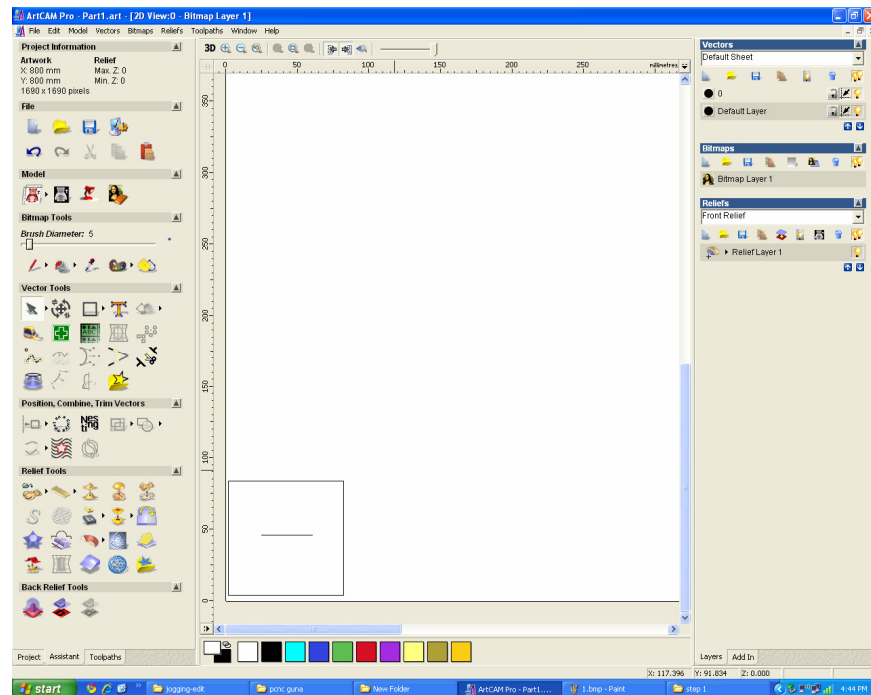 ArtCAM Pro - Part1.art - [2D View:0 - Bitmap Layer 1]
File Edit Model Vectors Bitmaps Reliefs Toolpaths Window Help
Project Information
Artwork Relief
X: 800 mm Max. Z: 0
Y: 800 mm Min. Z: 0
1690 x 1690 pixels
File
Model
Bitmap Tools
Brush Diameter: 5
Vector Tools
ABC
Position, Combine, Trim Vectors
Nes
ti'ng
Relief Tools
Back Relief Tools
Project Assistant Toolpaths
3D
0 50 100 150 200 250 millimetres
350
300
250
200
150
100
50
0
Vectors
Default Sheet
0
Default Layer
Bitmaps
Bitmap Layer 1
Reliefs
Front Relief
Relief Layer 1
Layers Add In
X: 117.396 Y: 91.834 Z: 0.000
start jogging-edit pcnc guna New Folder ArtCAM Pro - Part1.... 1.bmp - Paint step 1 4:44 PM